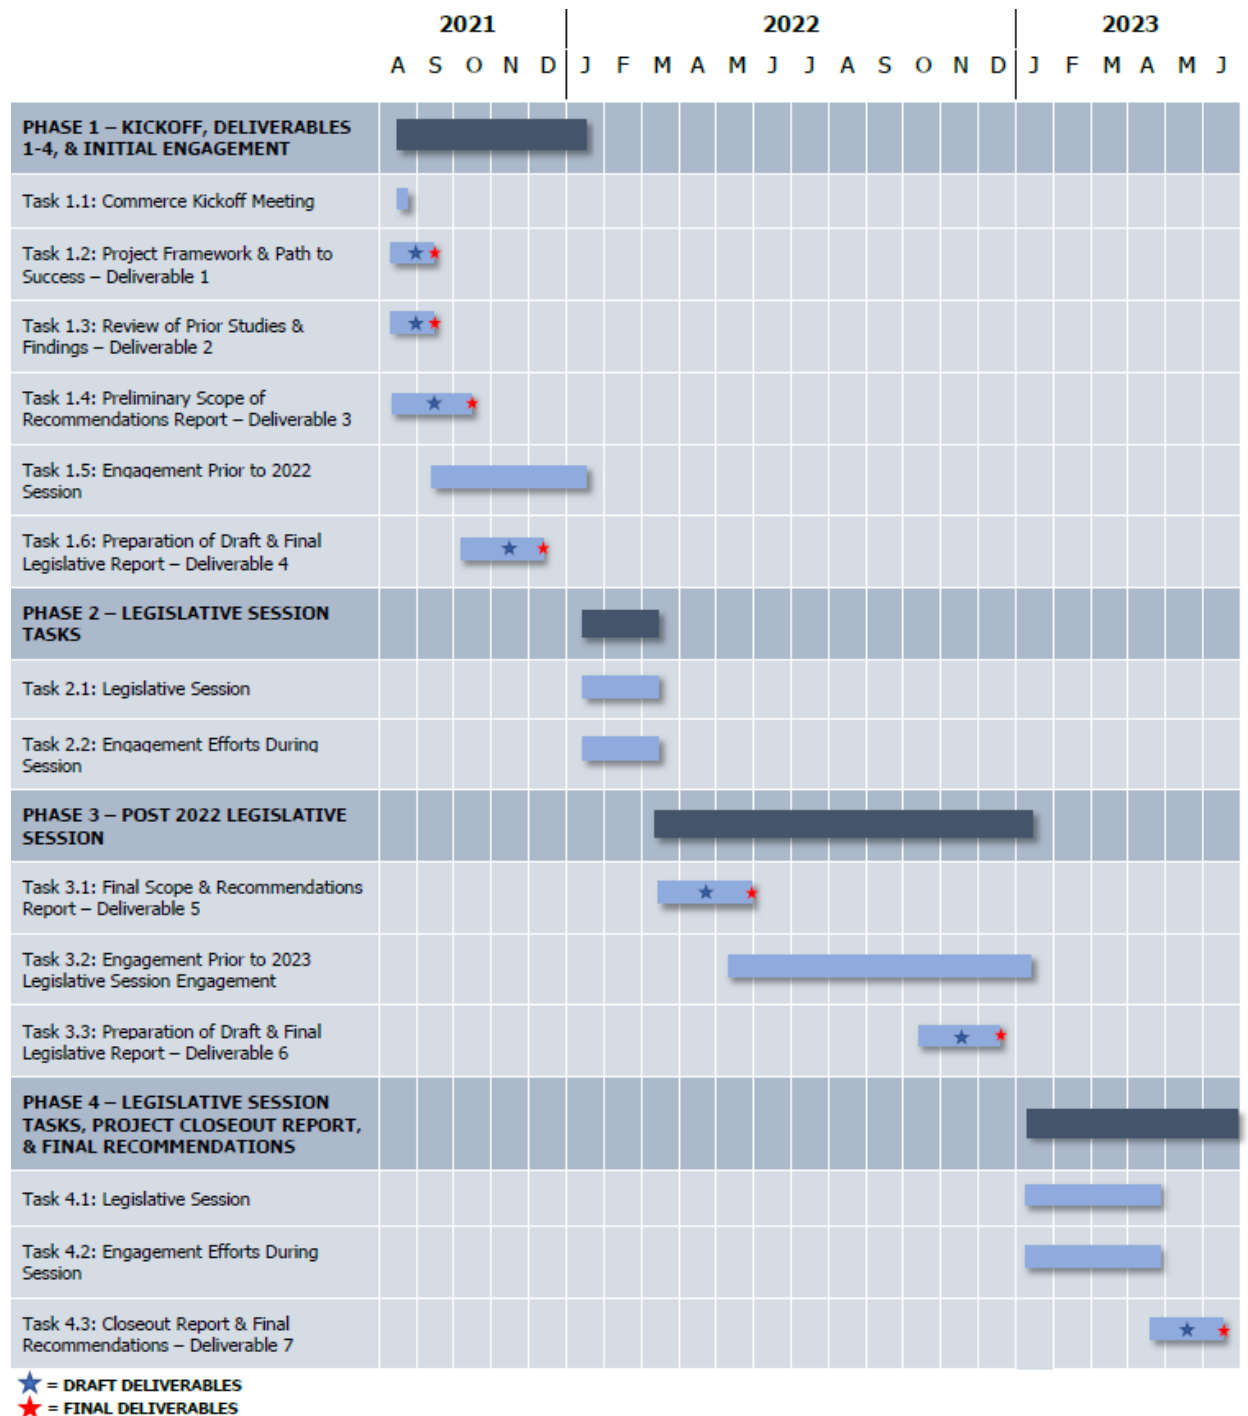 2021 2022 2023
A S O N D J F M A M J J A S O N D J F M A M J
PHASE 1 – KICKOFF, DELIVERABLES
1-4, & INITIAL ENGAGEMENT
Task 1.1: Commerce Kickoff Meeting
Task 1.2: Project Framework & Path to
Success – Deliverable 1
Task 1.3: Review of Prior Studies &
Findings – Deliverable 2
Task 1.4: Preliminary Scope of
Recommendations Report – Deliverable 3
Task 1.5: Engagement Prior to 2022
Session
Task 1.6: Preparation of Draft & Final
Legislative Report – Deliverable 4
PHASE 2 – LEGISLATIVE SESSION
TASKS
Task 2.1: Legislative Session
Task 2.2: Engagement Efforts During
Session
PHASE 3 – POST 2022 LEGISLATIVE
SESSION
Task 3.1: Final Scope & Recommendations
Report – Deliverable 5
Task 3.2: Engagement Prior to 2023
Legislative Session Engagement
Task 3.3: Preparation of Draft & Final
Legislative Report – Deliverable 6
PHASE 4 – LEGISLATIVE SESSION
TASKS, PROJECT CLOSEOUT REPORT,
& FINAL RECOMMENDATIONS
Task 4.1: Legislative Session
Task 4.2: Engagement Efforts During
Session
Task 4.3: Closeout Report & Final
Recommendations – Deliverable 7
= DRAFT DELIVERABLES
= FINAL DELIVERABLES